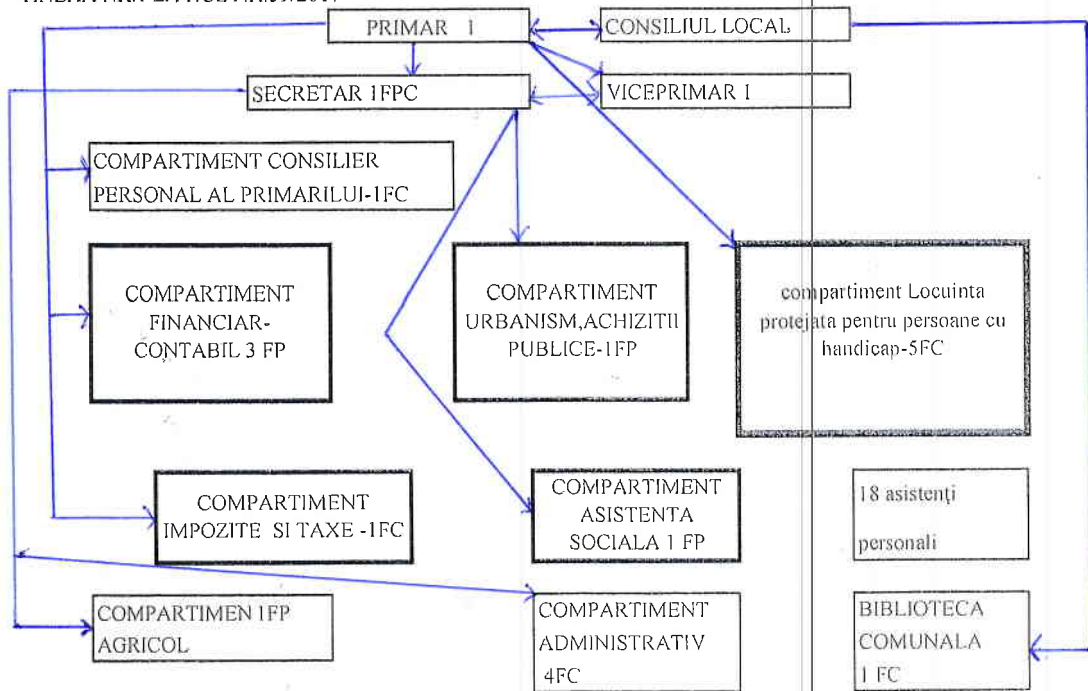 PRIMAR 1
CONSILIUL LOCAL
SECRETAR 1FPC
VICEPRIMAR 1
COMPARTIMENT CONSILIER
PERSONAL AL PRIMARILUI-1FC
COMPARTIMENT
FINANCIAR-
CONTABIL 3 FP
COMPARTIMENT
URBANISM,ACHIZITII
PUBLICE-1FP
compartiment Locuinta
protejata pentru persoane cu
handicap-5FC
COMPARTIMENT
IMPOZITE SI TAXE -1FC
COMPARTIMENT
ASISTENTA
SOCIALA 1 FP
18 asistenţi
personali
COMPARTIMEN 1FP
AGRICOL
COMPARTIMENT
ADMINISTRATIV
4FC
BIBLIOTECA
COMUNALA
1 FC